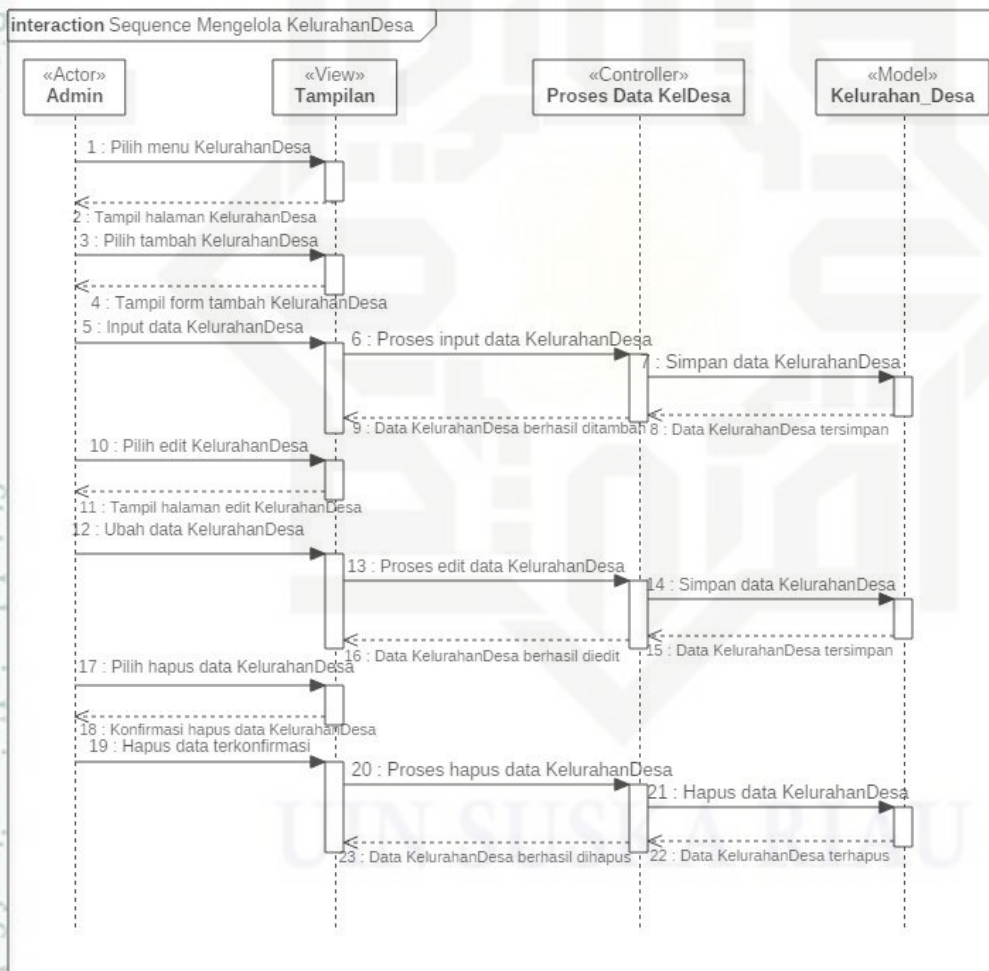 interaction Sequence Mengelola KelurahanDesa
«Actor»
Admin
«View»
Tampilan
«Controller»
Proses Data KelDesa
«Model»
Kelurahan_Desa
1 : Pilih menu KelurahanDesa
2 : Tampil halaman KelurahanDesa
3 : Pilih tambah KelurahanDesa
4 : Tampil form tambah KelurahanDesa
5 : Input data KelurahanDesa
6 : Proses input data KelurahanDesa
7 : Simpan data KelurahanDesa
8 : Data KelurahanDesa tersimpan
9 : Data KelurahanDesa berhasil ditambah
10 : Pilih edit KelurahanDesa
11 : Tampil halaman edit KelurahanDesa
12 : Ubah data KelurahanDesa
13 : Proses edit data KelurahanDesa
14 : Simpan data KelurahanDesa
15 : Data KelurahanDesa tersimpan
16 : Data KelurahanDesa berhasil diedit
17 : Pilih hapus data KelurahanDesa
18 : Konfirmasi hapus data KelurahanDesa
19 : Hapus data terkonfirmasi
20 : Proses hapus data KelurahanDesa
21 : Hapus data KelurahanDesa
22 : Data KelurahanDesa terhapus
23 : Data KelurahanDesa berhasil dihapus
UIN SUSKA RIAU